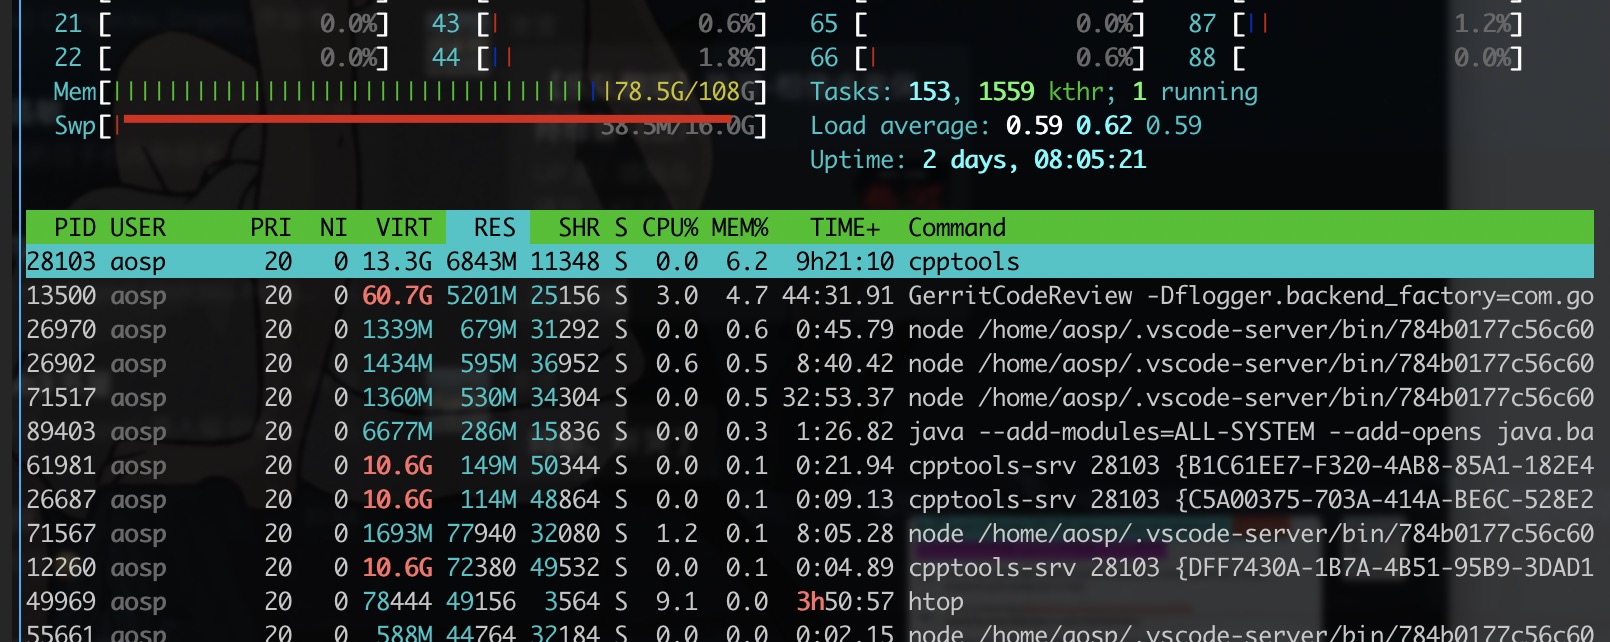 21 [ 0.0%] 43 [| 0.6%] 65 [ 0.0%] 87 [|| 1.2%]
22 [ 0.0%] 44 [|| 1.8%] 66 [| 0.6%] 88 [ 0.0%]
Mem[||||||||||||||||||||||||||||||||||||78.5G/108G] Tasks: 153, 1559 kthr; 1 running
Swp[| 38.5M/16.0G] Load average: 0.59 0.62 0.59
Uptime: 2 days, 08:05:21
PID USER PRI NI VIRT RES SHR S CPU% MEM% TIME+ Command
28103 aosp 20 0 13.3G 6843M 11348 S 0.0 6.2 9h21:10 cpptools
13500 aosp 20 0 60.7G 5201M 25156 S 3.0 4.7 44:31.91 GerritCodeReview -Dflogger.backend_factory=com.go
26970 aosp 20 0 1339M 679M 31292 S 0.0 0.6 0:45.79 node /home/aosp/.vscode-server/bin/784b0177c56c60
26902 aosp 20 0 1434M 595M 36952 S 0.6 0.5 8:40.42 node /home/aosp/.vscode-server/bin/784b0177c56c60
71517 aosp 20 0 1360M 530M 34304 S 0.0 0.5 32:53.37 node /home/aosp/.vscode-server/bin/784b0177c56c60
89403 aosp 20 0 6677M 286M 15836 S 0.0 0.3 1:26.82 java --add-modules=ALL-SYSTEM --add-opens java.ba
61981 aosp 20 0 10.6G 149M 50344 S 0.0 0.1 0:21.94 cpptools-srv 28103 {B1C61EE7-F320-4AB8-85A1-182E4
26687 aosp 20 0 10.6G 114M 48864 S 0.0 0.1 0:09.13 cpptools-srv 28103 {C5A00375-703A-414A-BE6C-528E2
71567 aosp 20 0 1693M 77940 32080 S 1.2 0.1 8:05.28 node /home/aosp/.vscode-server/bin/784b0177c56c60
12260 aosp 20 0 10.6G 72380 49532 S 0.0 0.1 0:04.89 cpptools-srv 28103 {DFF7430A-1B7A-4B51-95B9-3DAD1
49969 aosp 20 0 78444 49156 3564 S 9.1 0.0 3h50:57 htop
55661 aosp 20 0 588M 44764 32184 S 0.0 0.0 0:02.15 node /home/aosp/.vscode-server/bin/784b0177c56c60